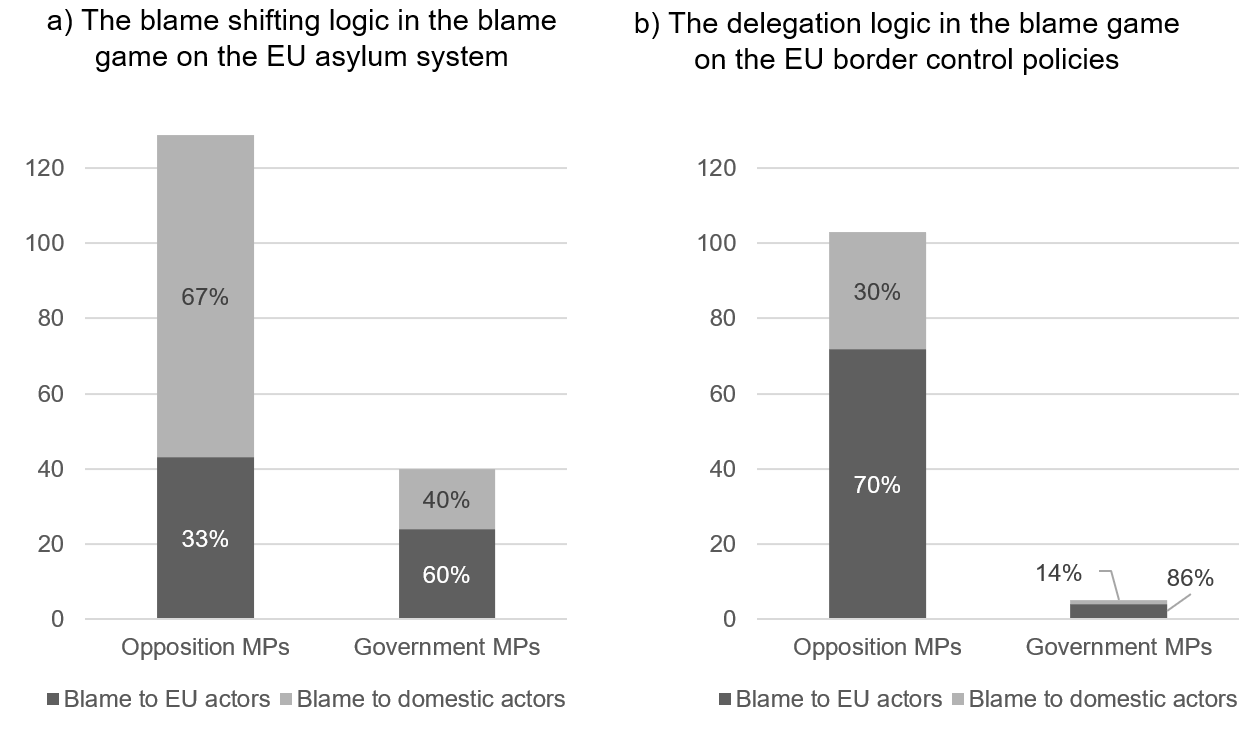 a) The blame shifting logic in the blame
game on the EU asylum system
120
100
80
60
40
20
0
67%
33%
40%
60%
Opposition MPs
Government MPs
Blame to EU actors
Blame to domestic actors
b) The delegation logic in the blame game
on the EU border control policies
120
100
80
60
40
20
0
30%
70%
14%
86%
Opposition MPs
Government MPs
Blame to EU actors
Blame to domestic actors